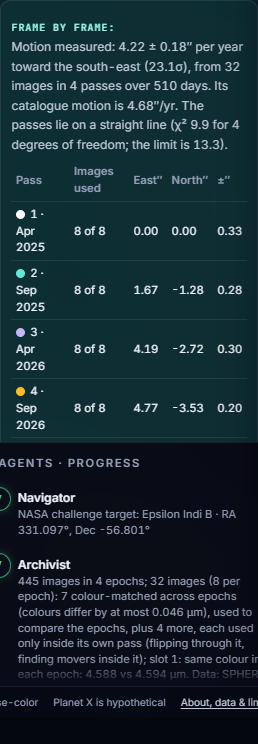 FRAME BY FRAME:
Motion measured: 4.22 ± 0.18″ per year
toward the south-east (23.1σ), from 32
images in 4 passes over 510 days. Its
catalogue motion is 4.68″/yr. The
passes lie on a straight line (χ² 9.9 for 4
degrees of freedom; the limit is 13.3).
Pass Images used East″ North″ ±″
1 · Apr 2025 8 of 8 0.00 0.00 0.33
2 · Sep 2025 8 of 8 1.67 -1.28 0.28
3 · Apr 2026 8 of 8 4.19 -2.72 0.30
4 · Sep 2026 8 of 8 4.77 -3.53 0.20
AGENTS · PROGRESS
Navigator
NASA challenge target: Epsilon Indi B · RA
331.097°, Dec -56.801°
Archivist
445 images in 4 epochs; 32 images (8 per
epoch): 7 colour-matched across epochs
(colours differ by at most 0.046 μm), used to
compare the epochs, plus 4 more, each used
only inside its own pass (flipping through it,
finding movers inside it); slot 1: same colour in
each epoch: 4.588 μm. Data: SPHER
se-color Planet X is hypothetical About, data & lim